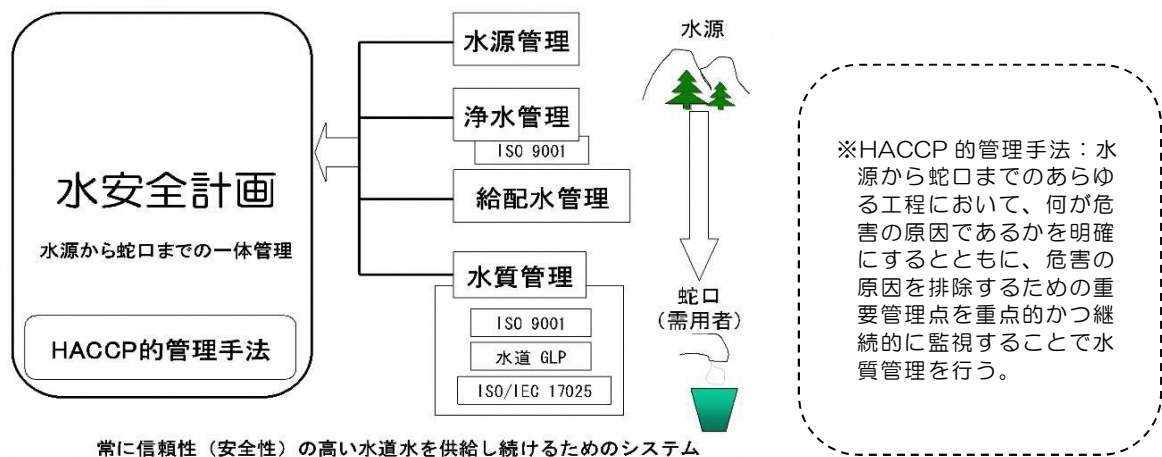 水安全計画
水源から蛇口までの一体管理
HACCP的管理手法
水源管理
浄水管理
ISO 9001
給配水管理
水質管理
ISO 9001
水道 GLP
ISO/IEC 17025
水源
蛇口
（需用者）
※HACCP 的管理手法：水
源から蛇口までのあらゆ
る工程において、何が危
害の原因であるかを明確
にするとともに、危害の
原因を排除するための重
要管理点を重点的かつ継
続的に監視することで水
質管理を行う。
常に信頼性（安全性）の高い水道水を供給し続けるためのシステム